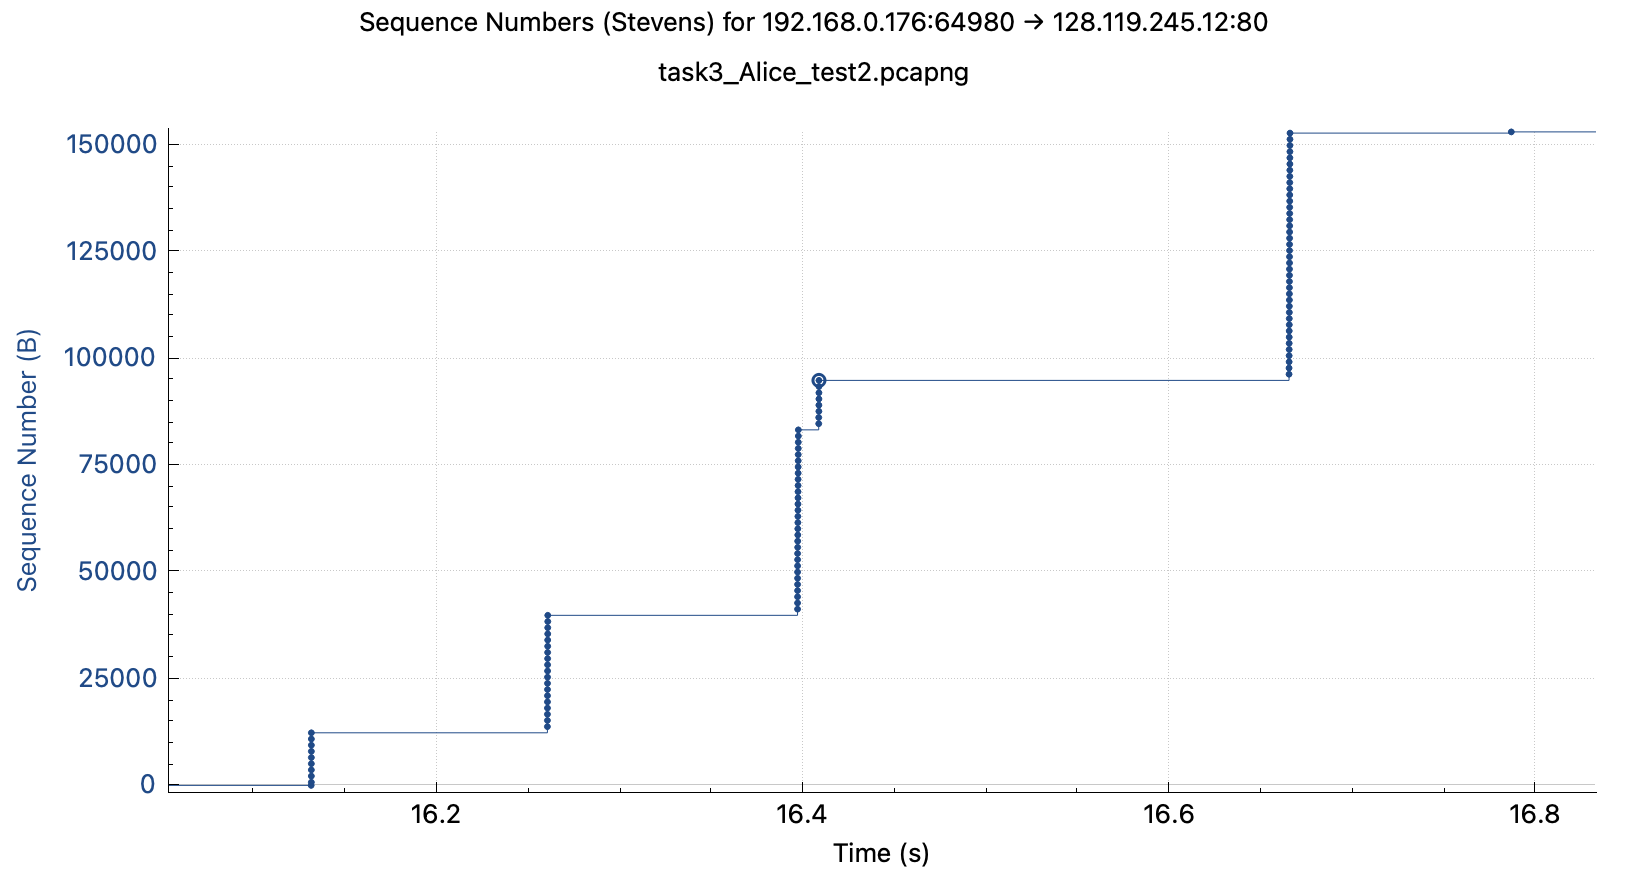 Sequence Numbers (Stevens) for 192.168.0.176:64980 → 128.119.245.12:80
task3_Alice_test2.pcapng
150000
125000
100000
75000
50000
25000
0
Sequence Number (B)
16.2
16.4
16.6
16.8
Time (s)